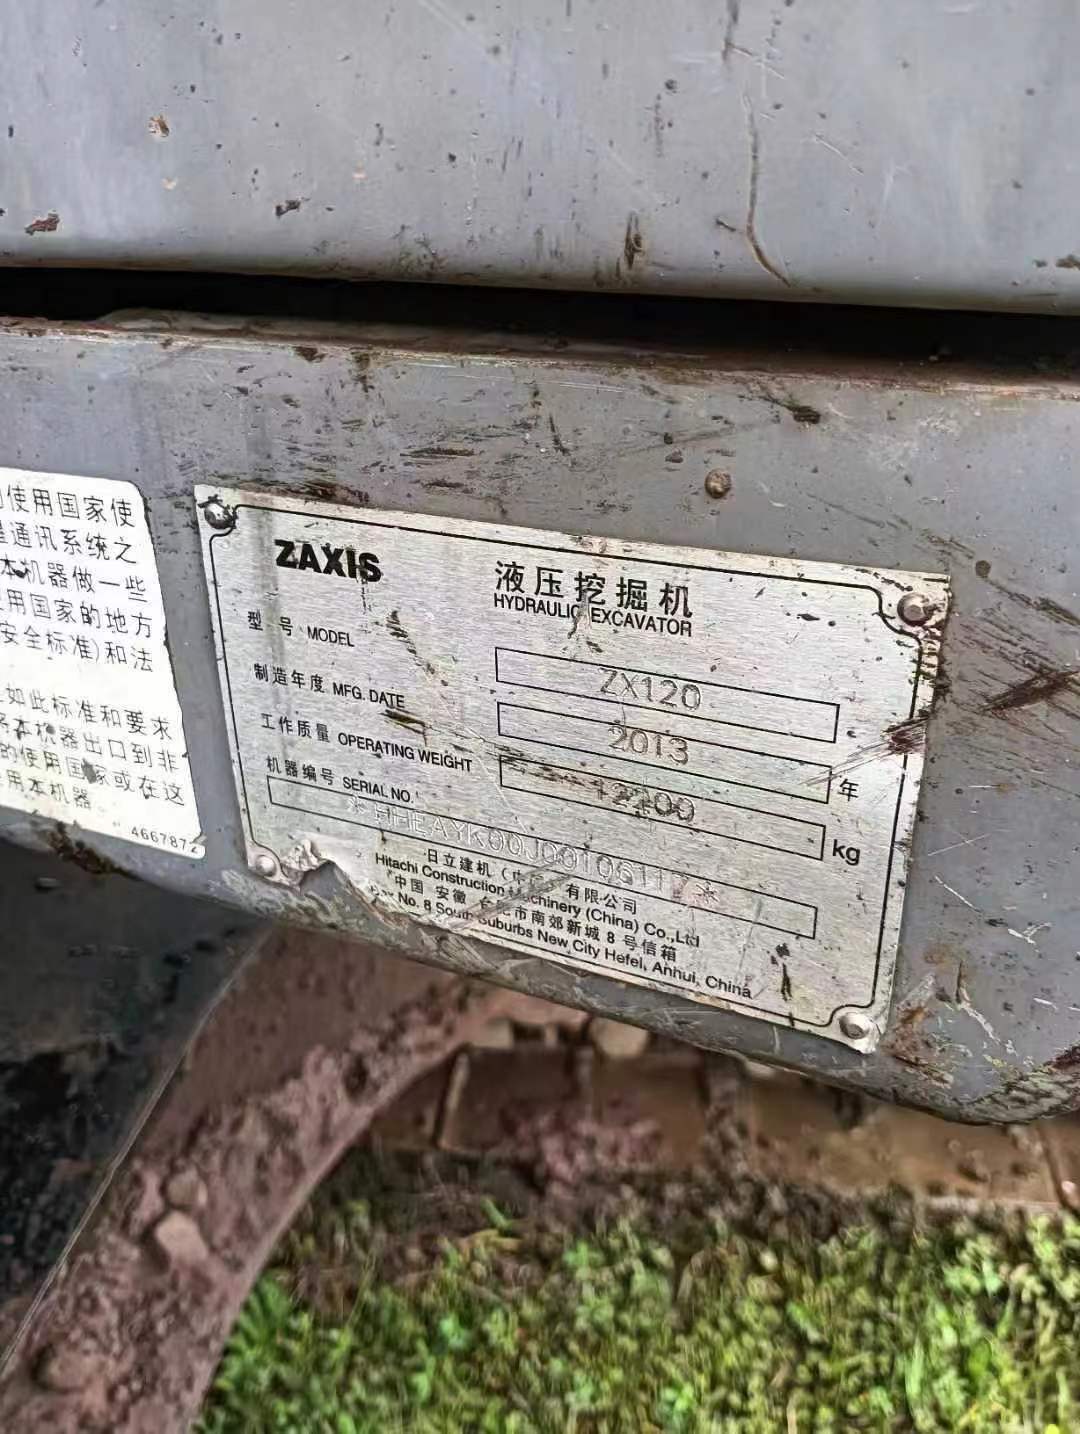 使用国家使
通讯系统之
本机器做一些
用国家的地方
安全标准)和法
如此标准和要求
本机器出口到非
的使用国家或在这
用本机器。
4667872
ZAXIS
液压挖掘机
HYDRAULIC EXCAVATOR
型号 MODEL
ZX120
制造年度 MFG. DATE
2013 年
工作质量 OPERATING WEIGHT
12200 kg
机器编号 SERIAL NO.
日立建机（中国）有限公司
Hitachi Construction Machinery (China) Co.,Ltd
中国 安徽 合肥市南郊新城 8 号信箱
No. 8 South Suburbs New City Hefei, Anhui, China